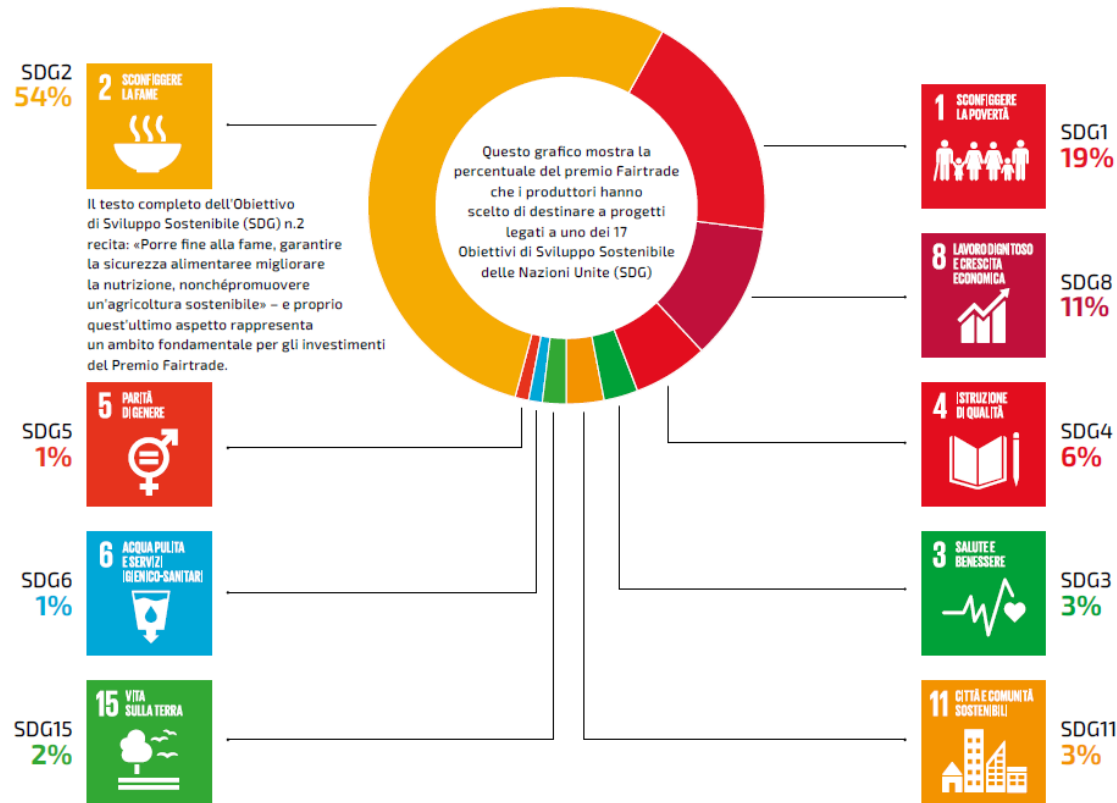 SDG2
54%
2 SCONFIGGERE
LA FAME
Il testo completo dell'Obiettivo
di Sviluppo Sostenibile (SDG) n.2
recita: «Porre fine alla fame, garantire
la sicurezza alimentaree migliorare
la nutrizione, nonchépromuovere
un'agricoltura sostenibile» – e proprio
quest'ultimo aspetto rappresenta
un ambito fondamentale per gli investimenti
del Premio Fairtrade.
SDG5
1%
5 PARITÀ
DI GENERE
SDG6
1%
6 ACQUA PULITA
E SERVIZI
IGIENICO-SANITARI
SDG15
2%
15 VITA
SULLA TERRA
Questo grafico mostra la
percentuale del premio Fairtrade
che i produttori hanno
scelto di destinare a progetti
legati a uno dei 17
Obiettivi di Sviluppo Sostenibile
delle Nazioni Unite (SDG)
1 SCONFIGGERE
LA POVERTÀ
SDG1
19%
8 LAVORO DIGNITOSO
E CRESCITA
ECONOMICA
SDG8
11%
4 ISTRUZIONE
DI QUALITÀ
SDG4
6%
3 SALUTE E
BENESSERE
SDG3
3%
11 CITTÀ E COMUNITÀ
SOSTENIBILI
SDG11
3%